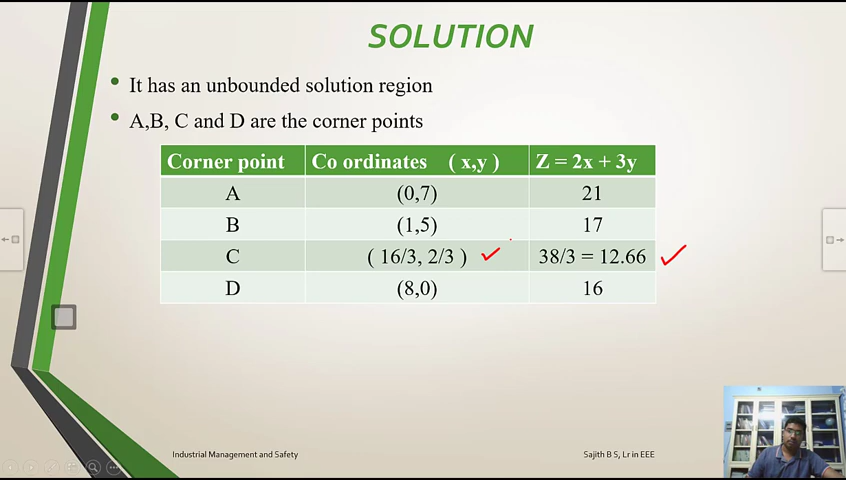 SOLUTION
It has an unbounded solution region
A,B, C and D are the corner points
Corner point Co ordinates ( x,y ) Z = 2x + 3y
A (0,7) 21
B (1,5) 17
C ( 16/3, 2/3 ) 38/3 = 12.66
D (8,0) 16
Industrial Management and Safety Sajith B S, Lr in EEE